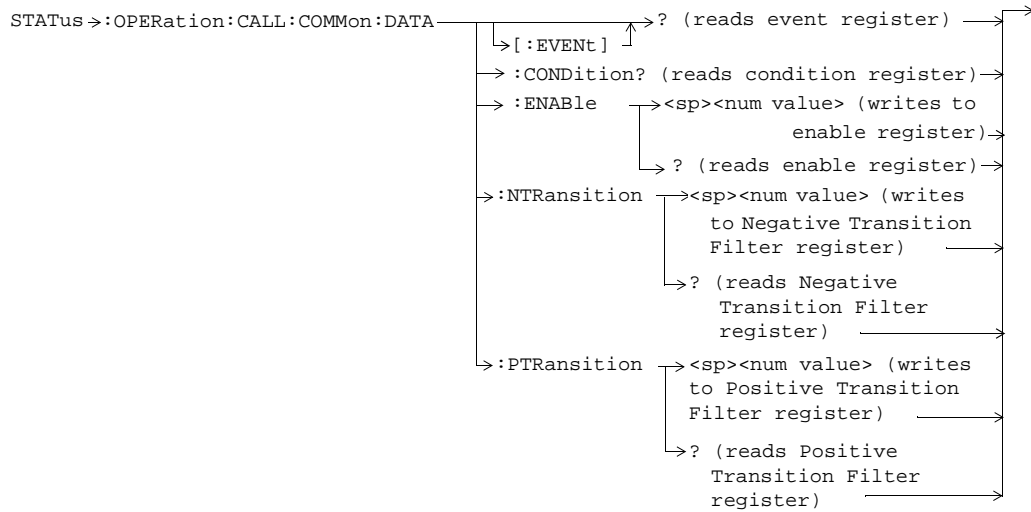 STATus :OPERation:CALL:COMMon:DATA ? (reads event register)
[:EVENt]
:CONDition? (reads condition register)
:ENABle <sp><num value> (writes to
enable register)
? (reads enable register)
:NTRansition <sp><num value> (writes
to Negative Transition
Filter register)
? (reads Negative
Transition Filter
register)
:PTRansition <sp><num value> (writes
to Positive Transition
Filter register)
? (reads Positive
Transition Filter
register)